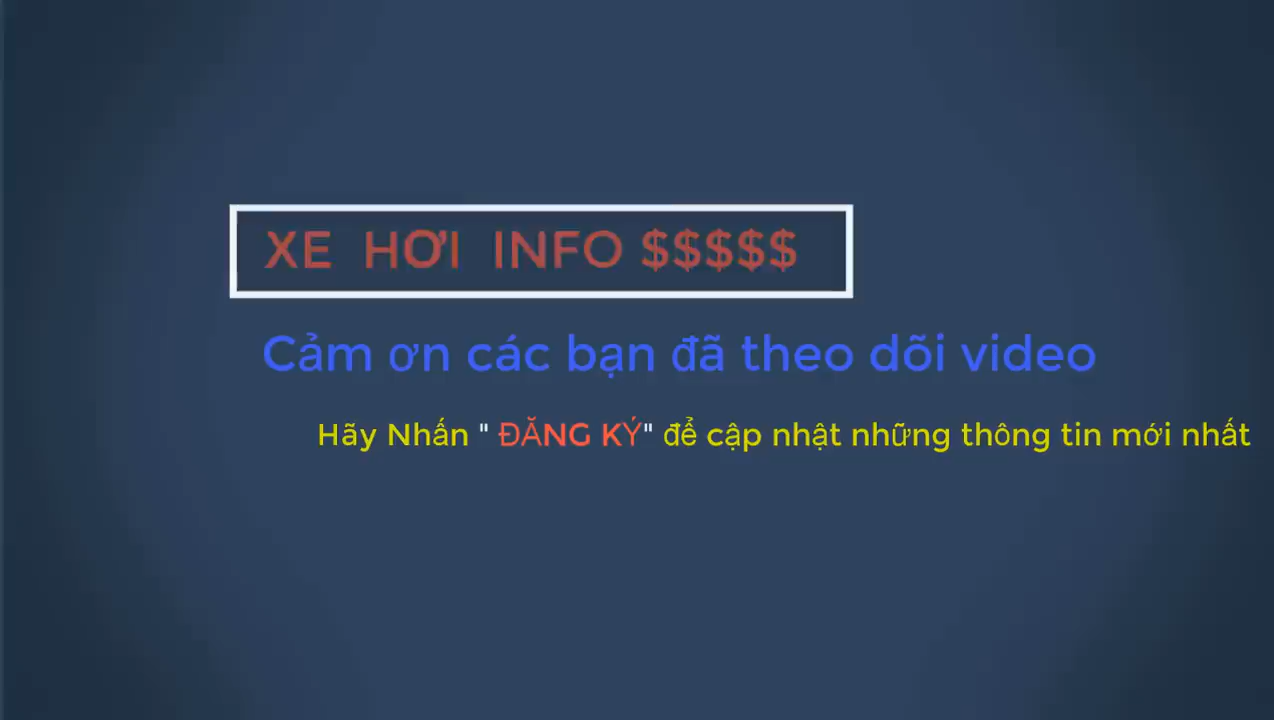 XE HƠI INFO $$$$$
Cảm ơn các bạn đã theo dõi video
Hãy Nhấn " ĐĂNG KÝ" để cập nhật những thông tin mới nhất